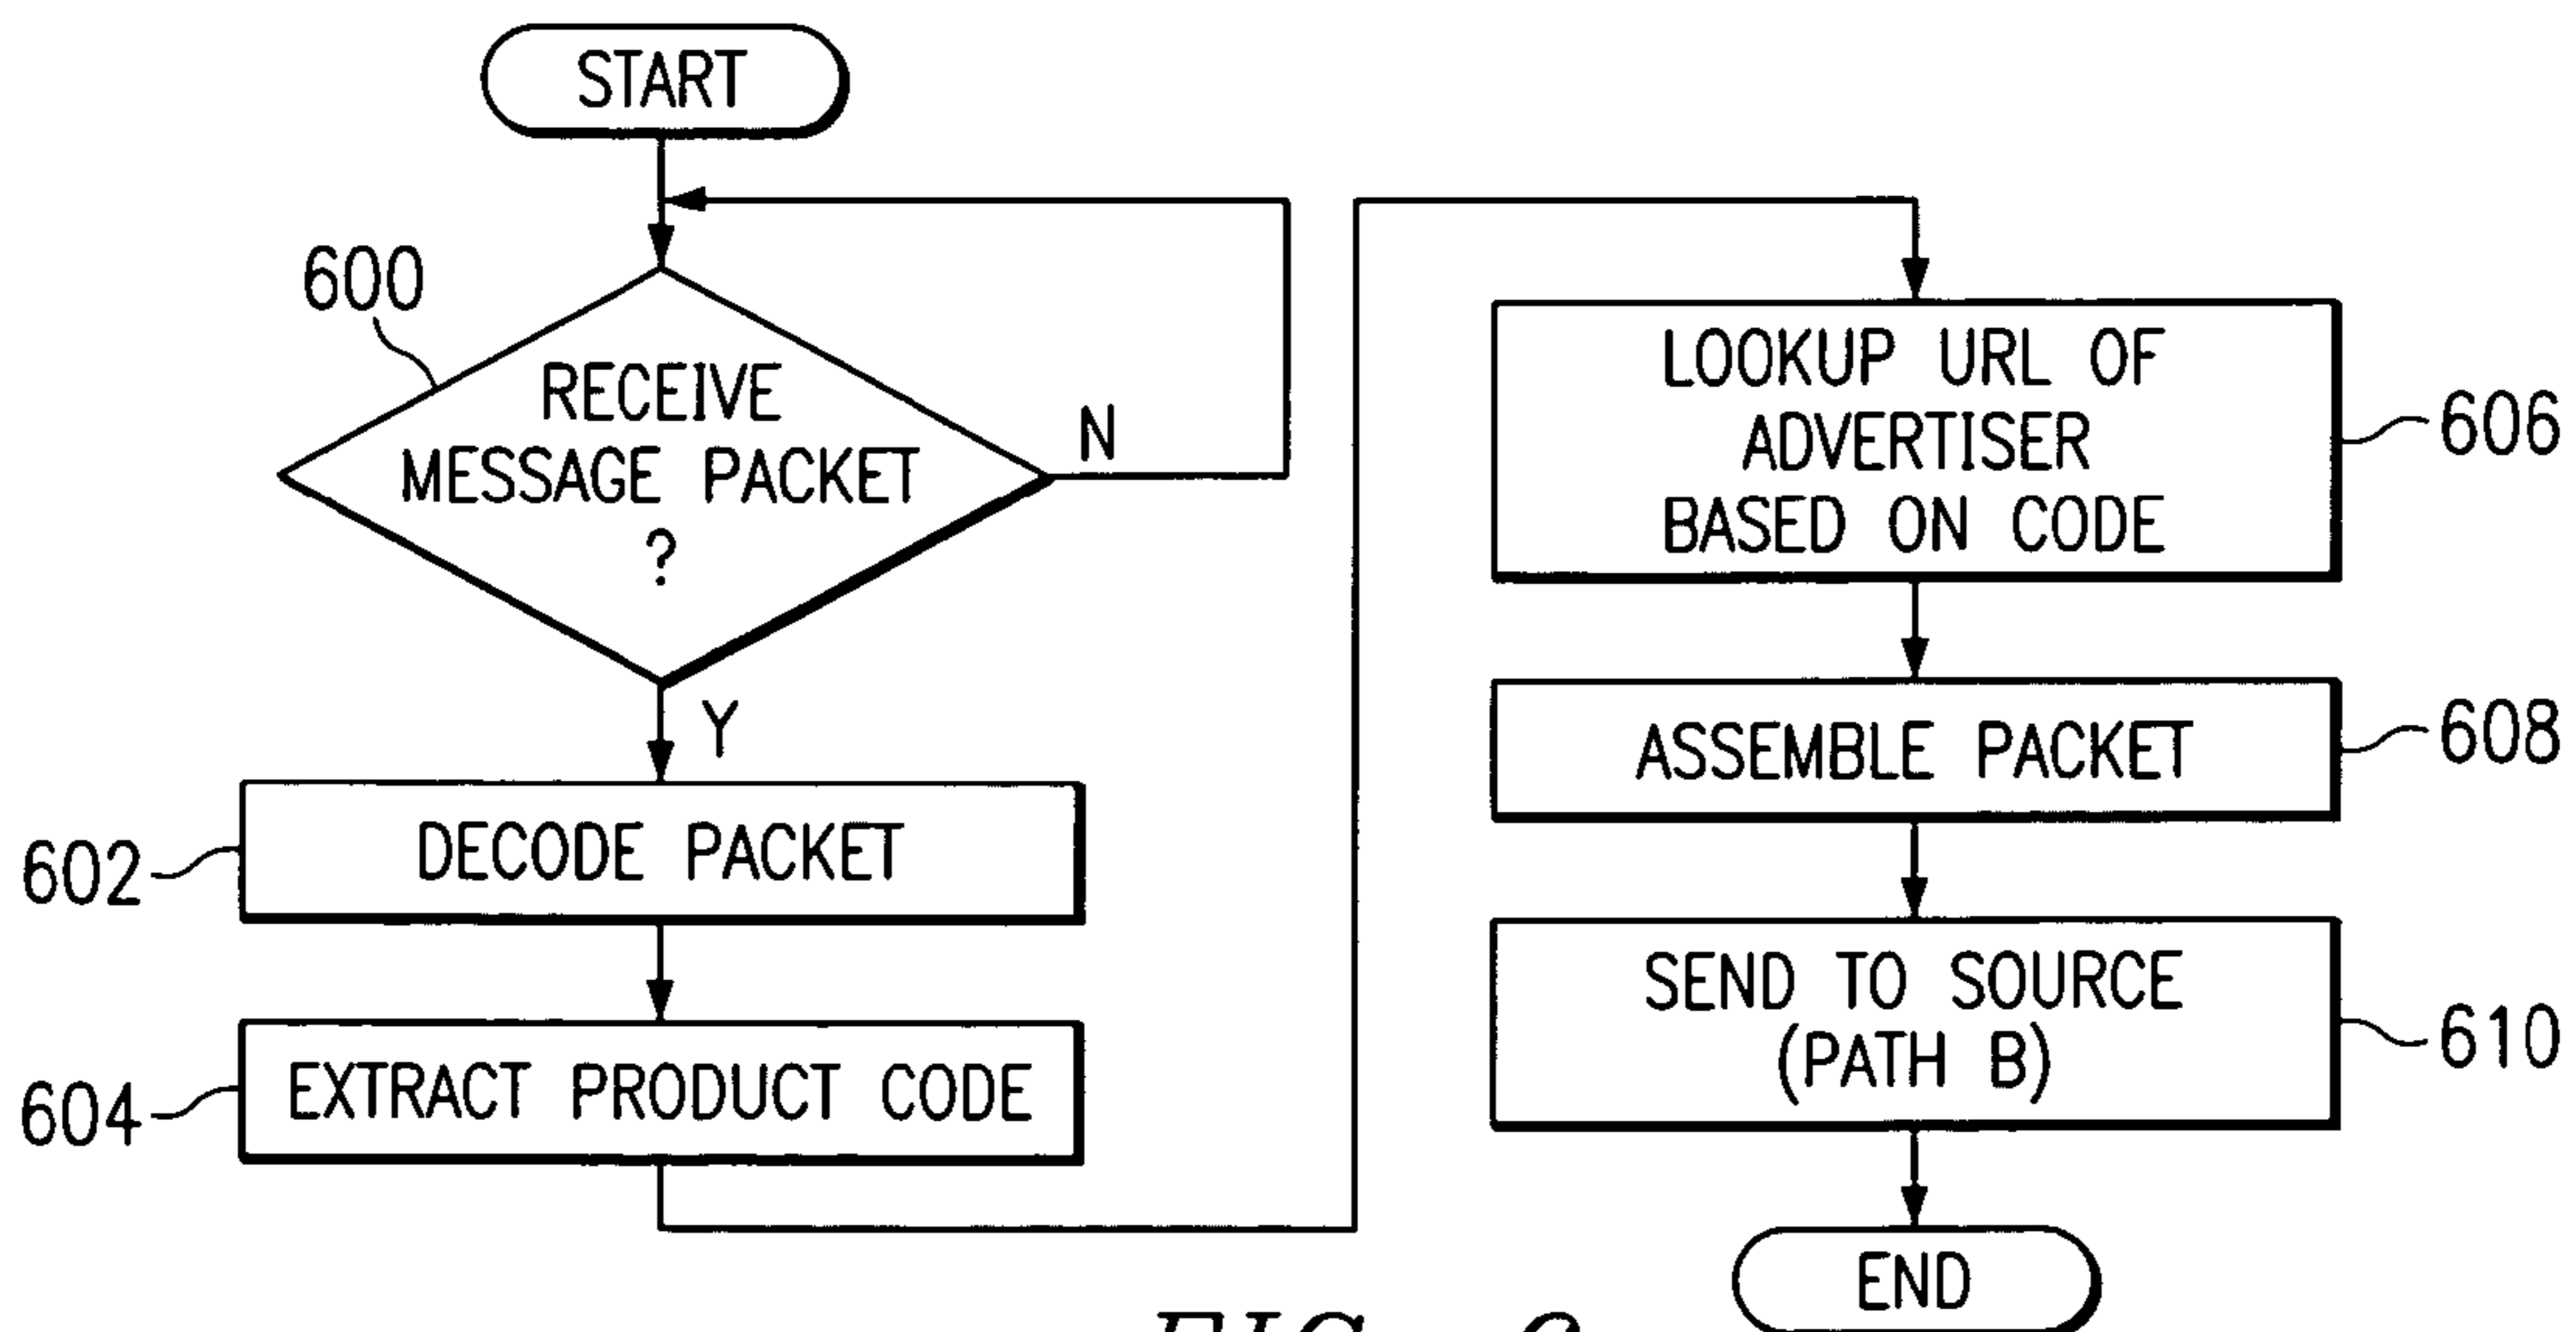 START
600
RECEIVE
MESSAGE PACKET
?
N
Y
602
DECODE PACKET
604
EXTRACT PRODUCT CODE
LOOKUP URL OF
ADVERTISER
BASED ON CODE
606
ASSEMBLE PACKET
608
SEND TO SOURCE
(PATH B)
610
END